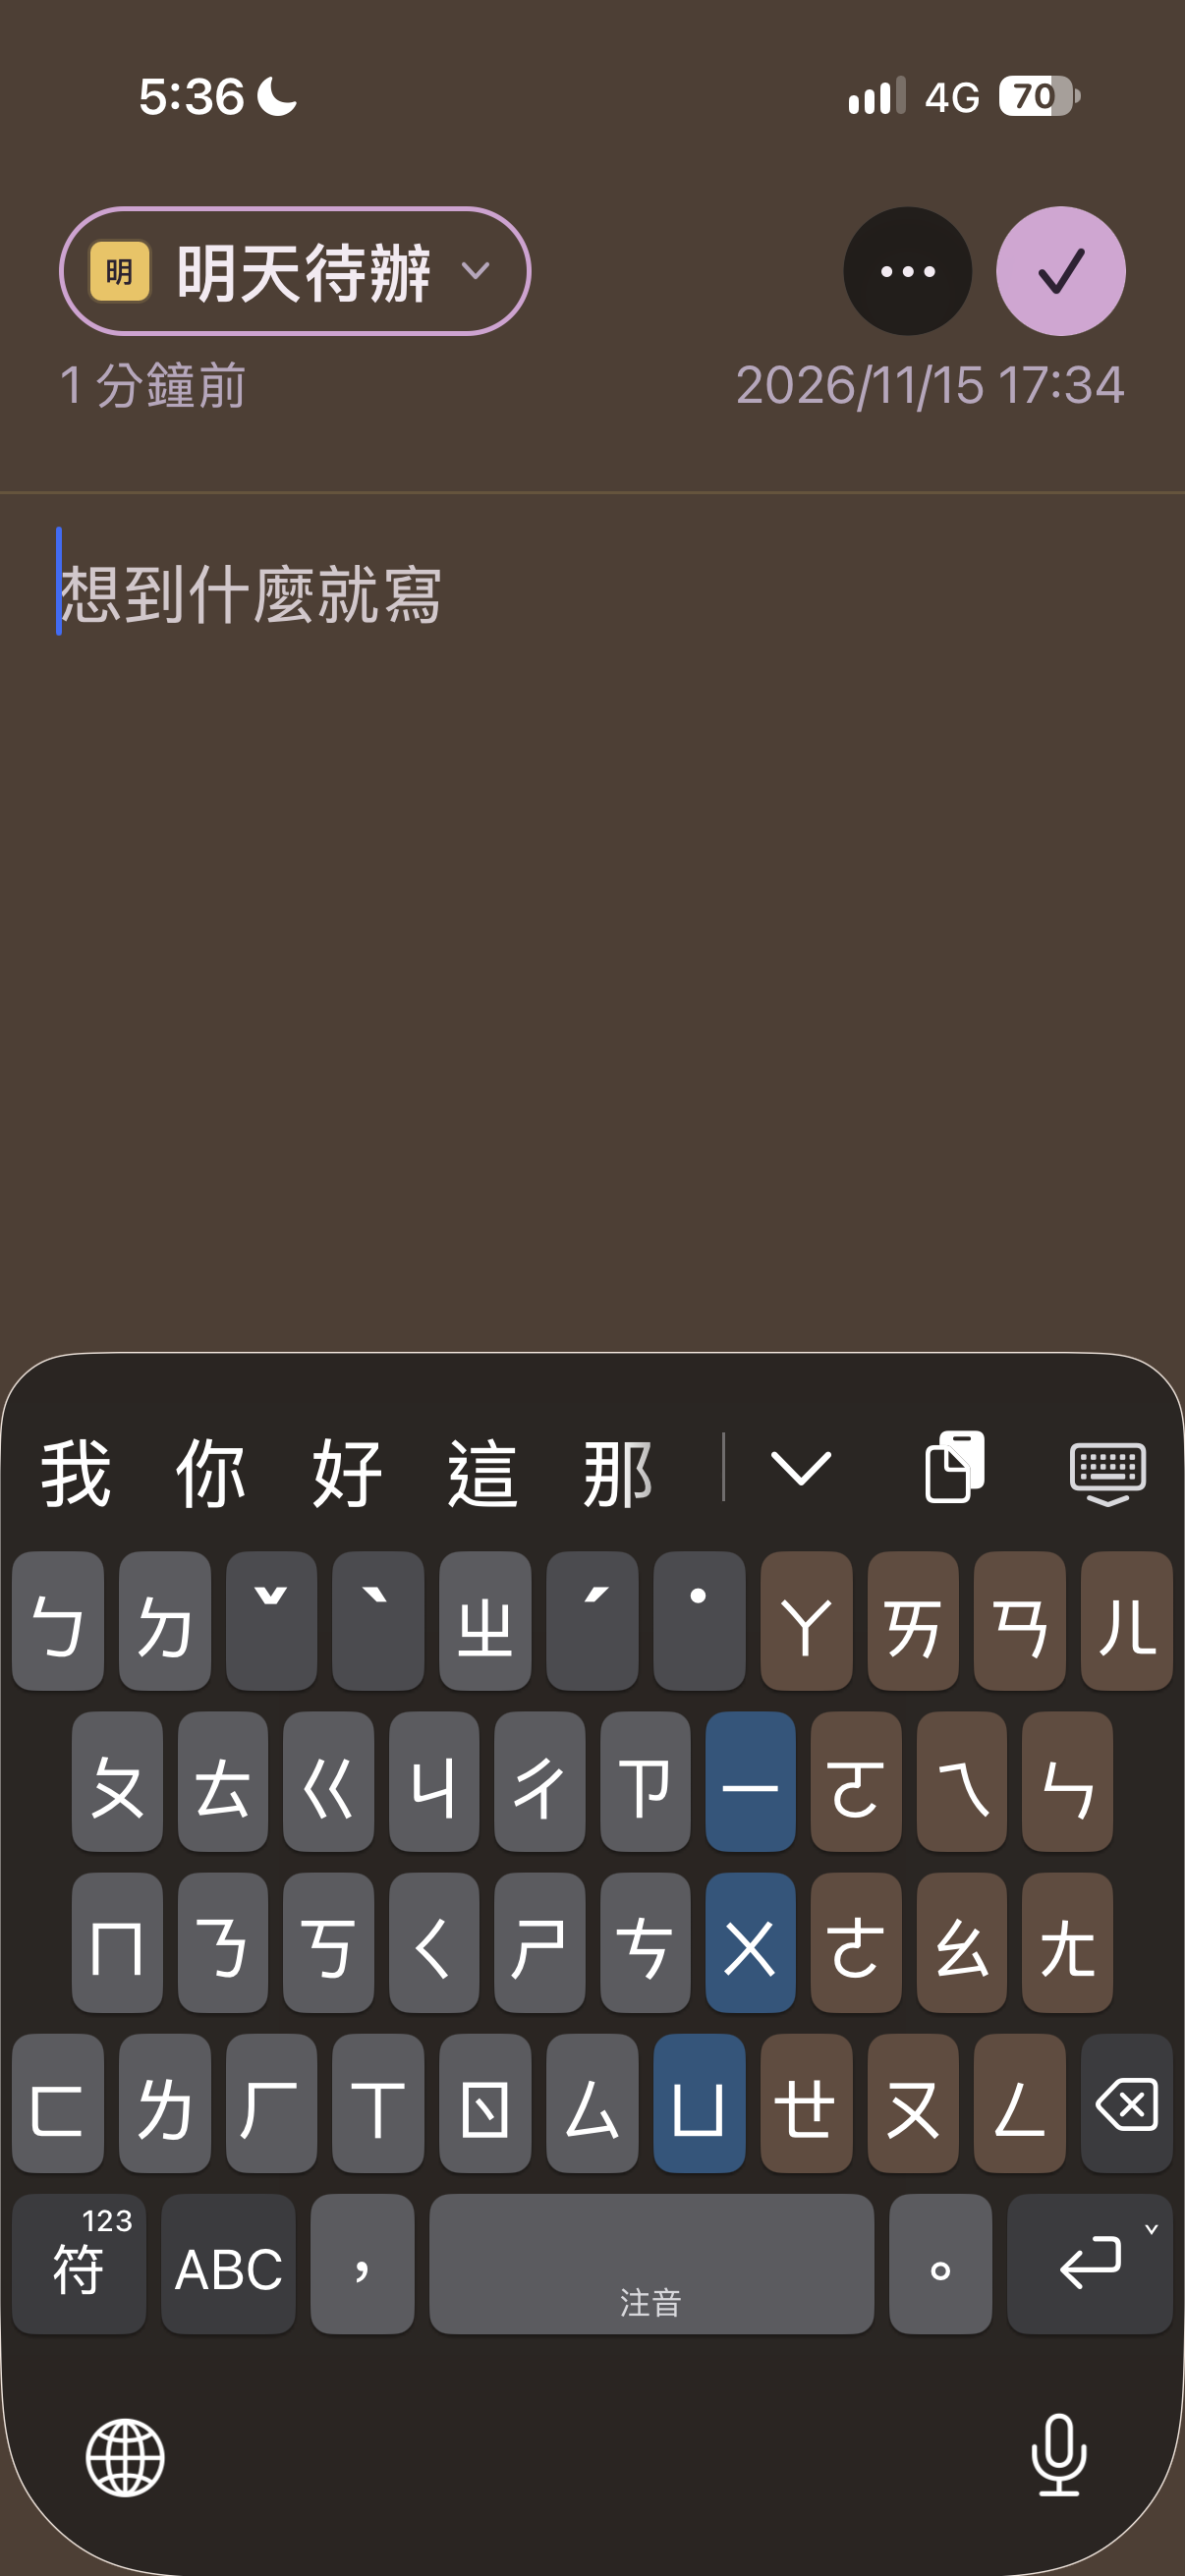 5:36 4G 70
明 明天待辦
1 分鐘前 2026/11/15 17:34
想到什麼就寫
我 你 好 這 那
ㄅ ㄉ ˇ ˋ ㄓ ˊ ˙ ㄚ ㄞ ㄢ ㄦ
ㄆ ㄊ ㄍ ㄐ ㄔ ㄗ ㄧ ㄛ ㄟ ㄣ
ㄇ ㄋ ㄎ ㄑ ㄕ ㄘ ㄨ ㄜ ㄠ ㄤ
ㄈ ㄌ ㄏ ㄒ ㄖ ㄙ ㄩ ㄝ ㄡ ㄥ
123
符 ABC ， 注音 。